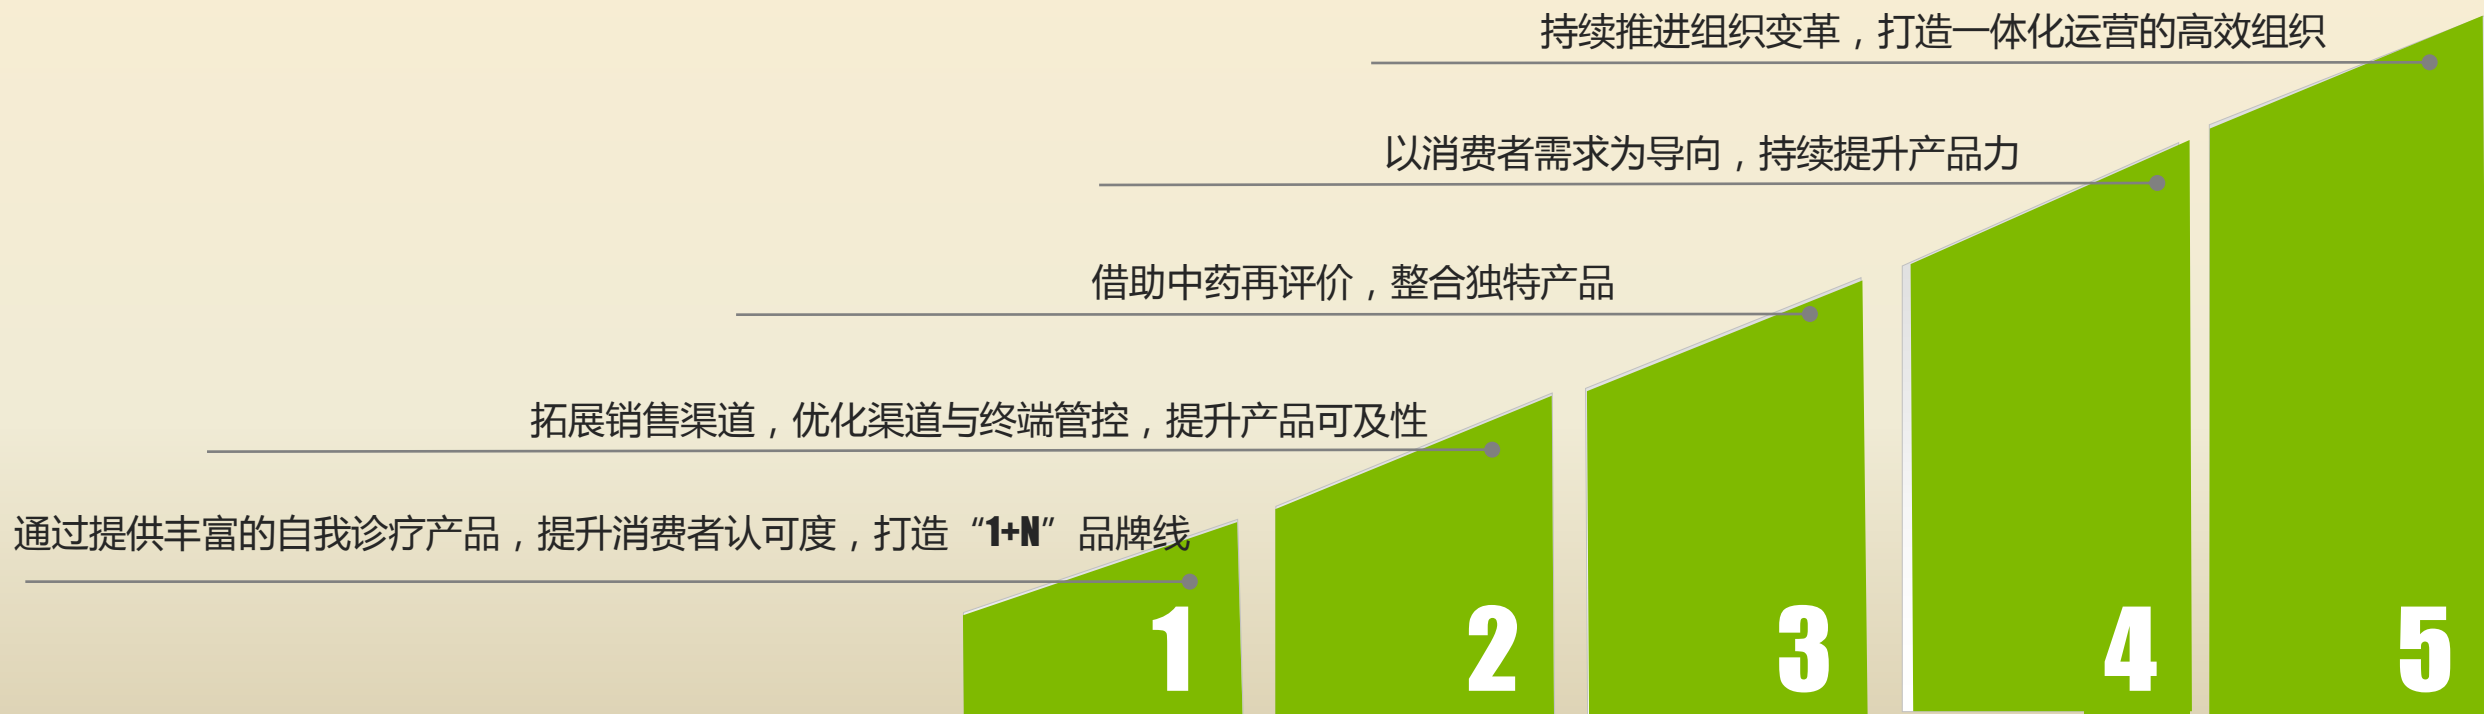 持续推进组织变革，打造一体化运营的高效组织
以消费者需求为导向，持续提升产品力
借助中药再评价，整合独特产品
拓展销售渠道，优化渠道与终端管控，提升产品可及性
通过提供丰富的自我诊疗产品，提升消费者认可度，打造“1+N”品牌线
1 2 3 4 5